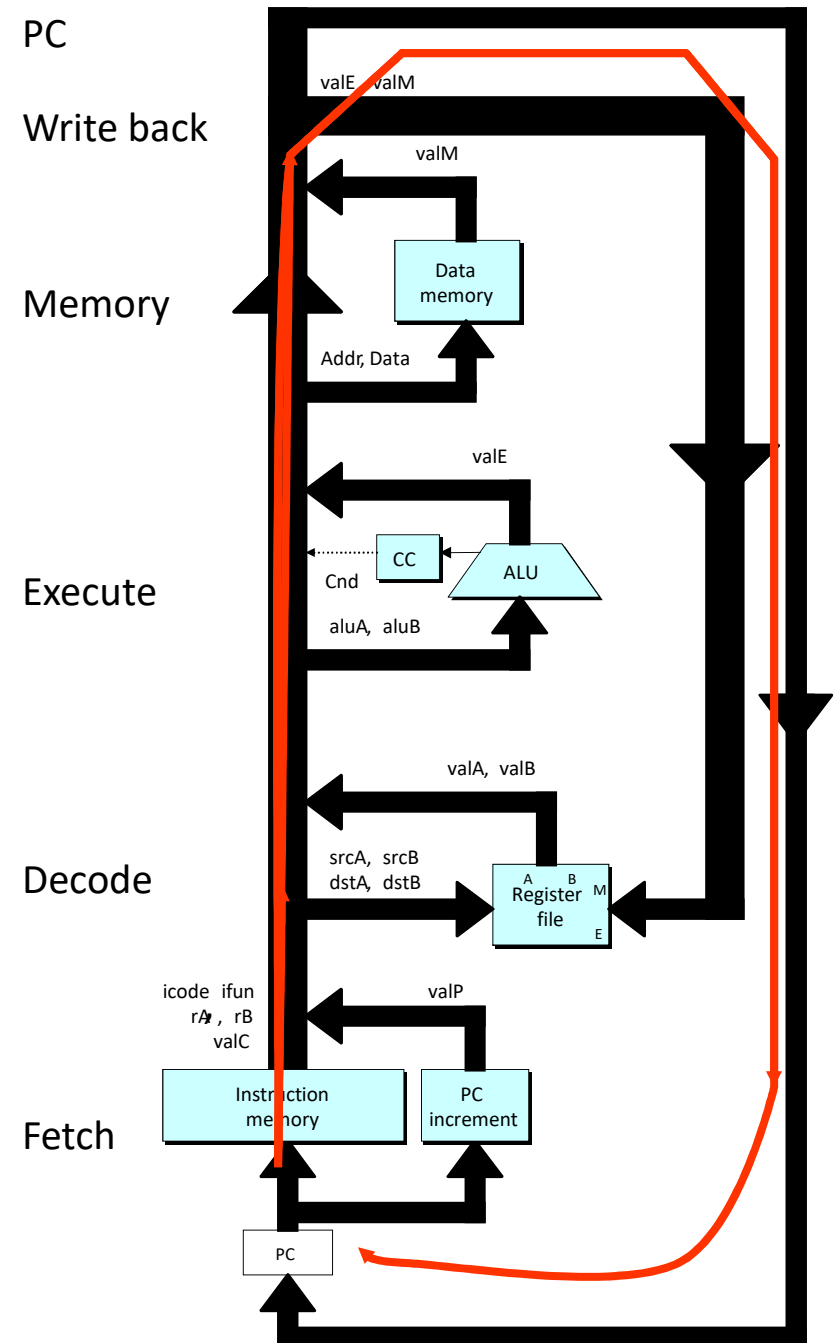 PC
valE, valM
Write back
valM
Data
memory
Memory
Addr, Data
valE
CC
ALU
Execute
Cnd
aluA, aluB
valA, valB
srcA, srcB
dstA, dstB
Decode
A B
M
Register
file
E
icode ifun
rA, rB
valC
valP
Instruction
memory
PC
increment
Fetch
PC